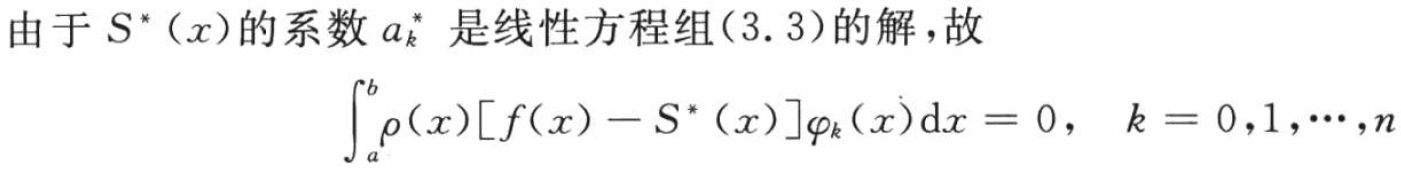 由于 S*(x)的系数 a_k^* 是线性方程组(3.3)的解,故
∫_a^b ρ(x)[f(x) − S*(x)]φ_k(x)dx = 0, k = 0,1,⋯,n